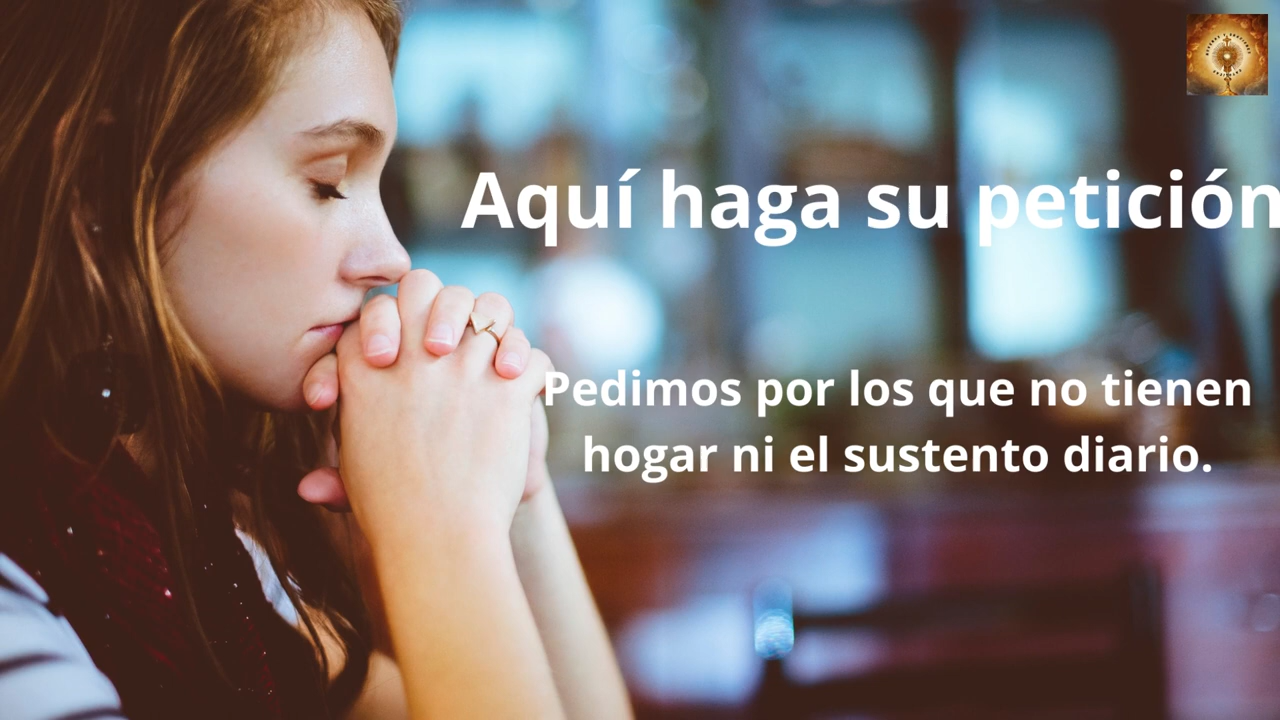 Aquí haga su petición
Pedimos por los que no tienen
hogar ni el sustento diario.